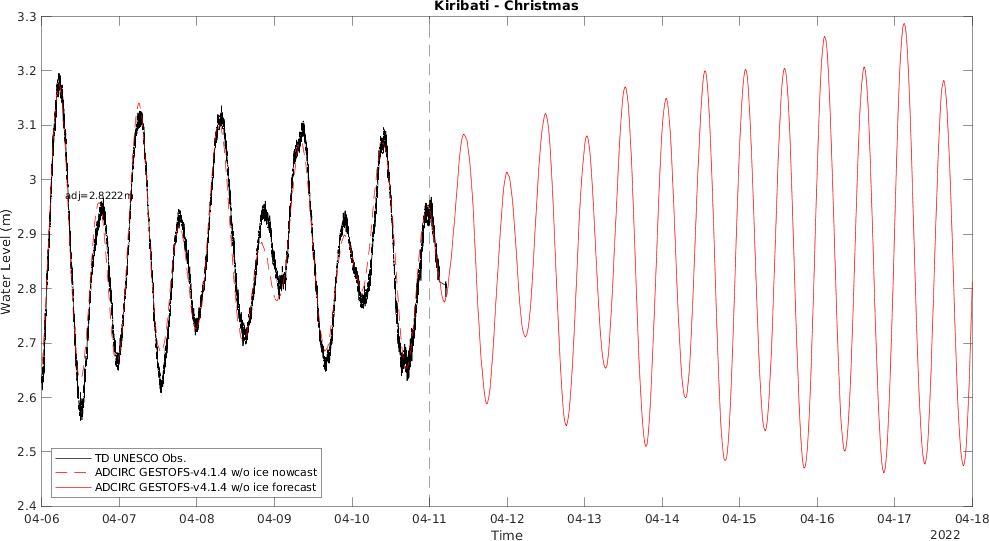 Kiribati - Christmas
3.3
3.2
3.1
3
2.9
2.8
2.7
2.6
2.5
2.4
Water Level (m)
adj=2.8222m
TD UNESCO Obs.
ADCIRC GESTOFS-v4.1.4 w/o ice nowcast
ADCIRC GESTOFS-v4.1.4 w/o ice forecast
04-06 04-07 04-08 04-09 04-10 04-11 04-12 04-13 04-14 04-15 04-16 04-17 04-18
Time
2022